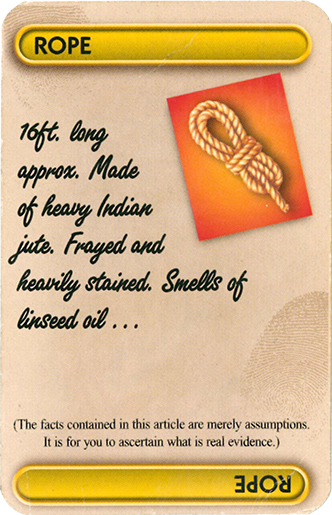 ROPE
16ft. long
approx. Made
of heavy Indian
jute. Frayed and
heavily stained. Smells of
linseed oil . . .
(The facts contained in this article are merely assumptions.
It is for you to ascertain what is real evidence.)
ROPE